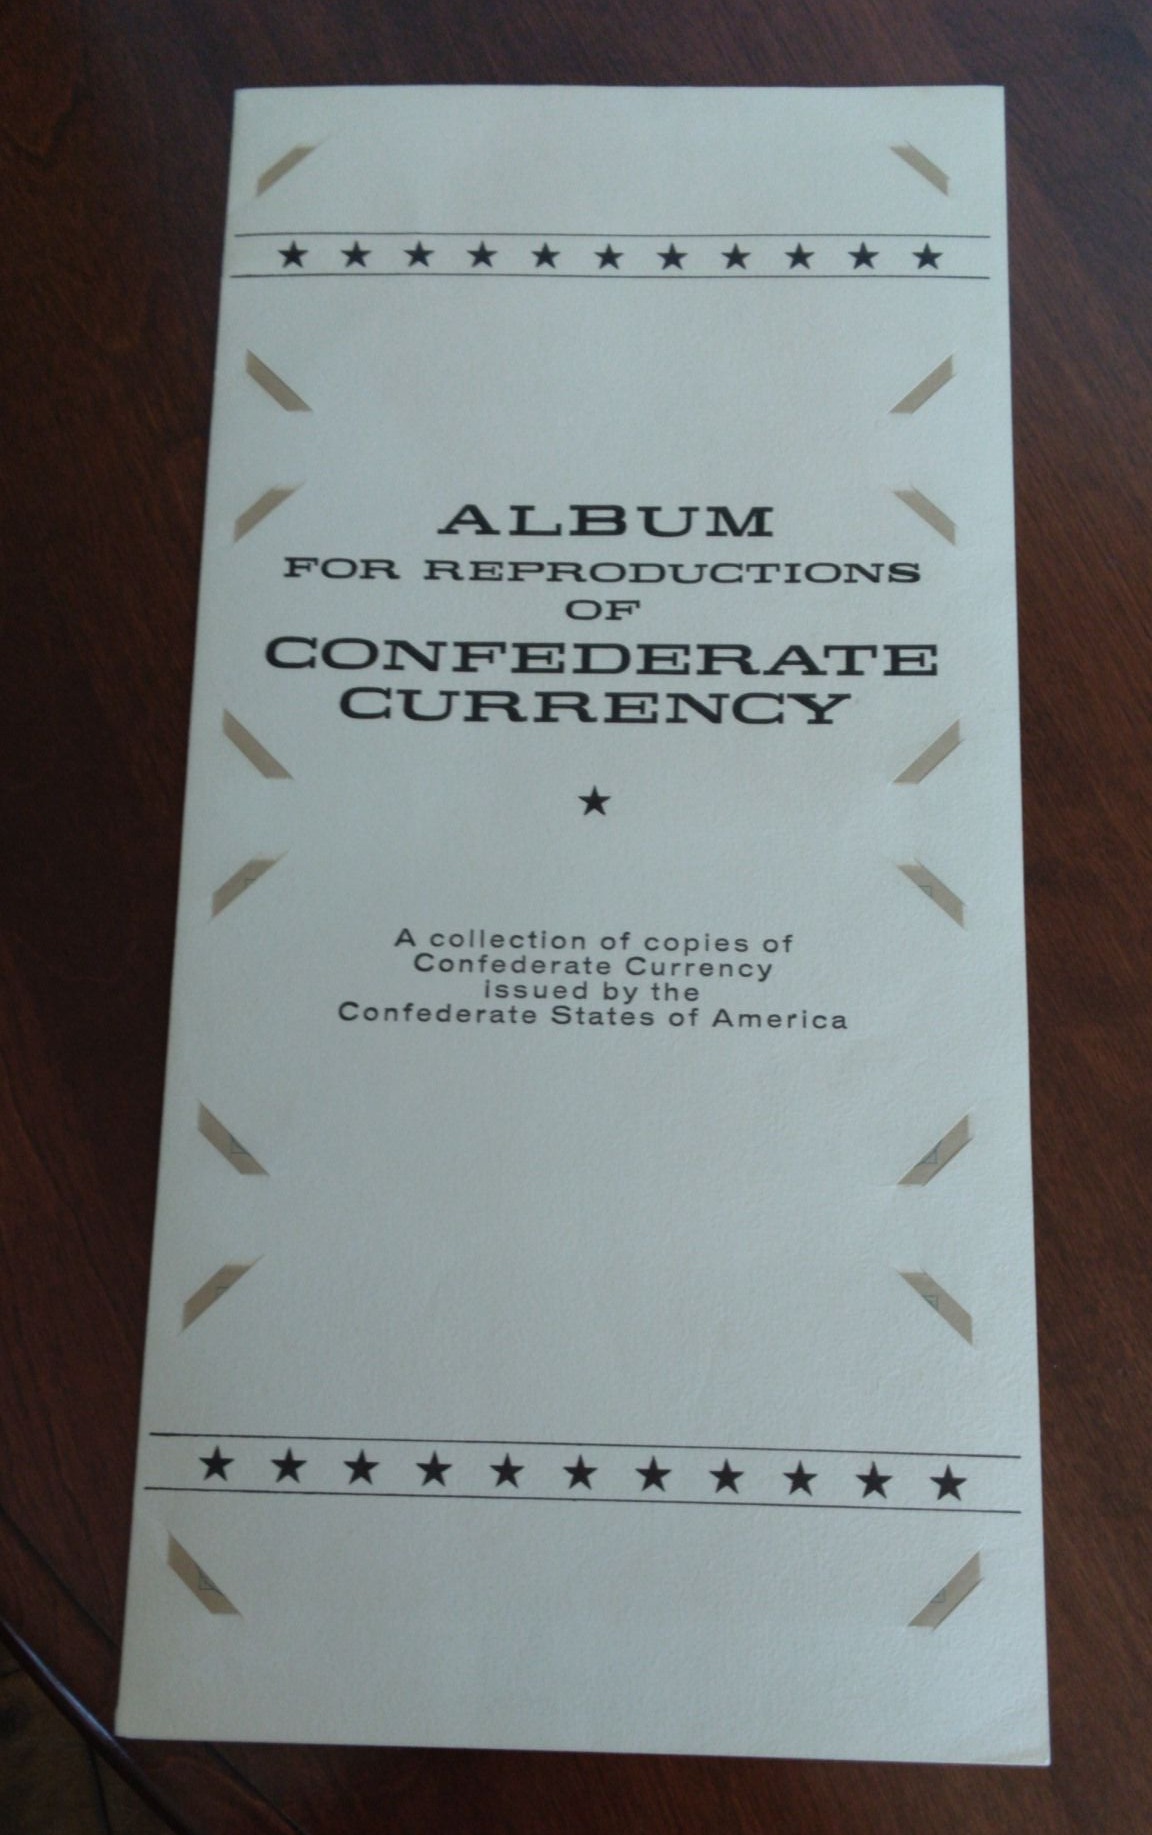 ALBUM
FOR REPRODUCTIONS
OF
CONFEDERATE
CURRENCY
A collection of copies of
Confederate Currency
issued by the
Confederate States of America